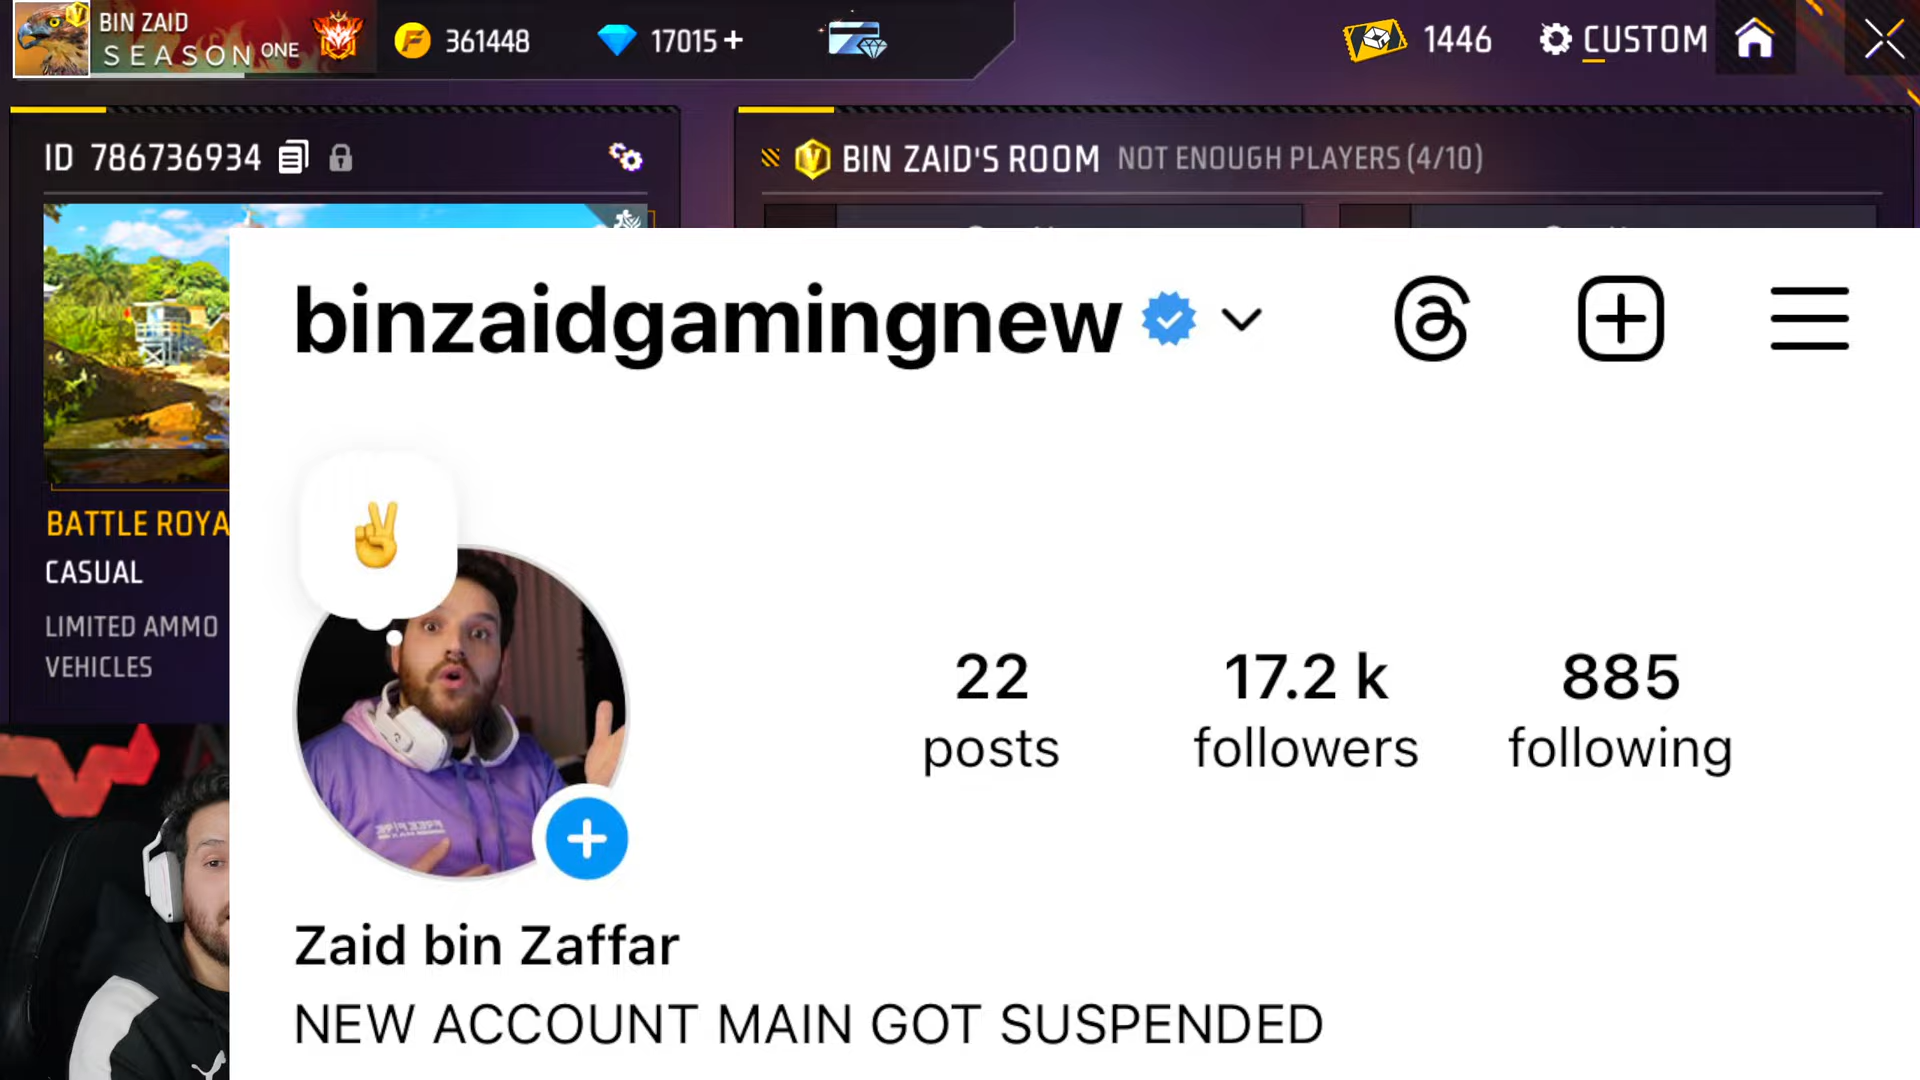 BIN ZAID
SEASON ONE
361448
17015+
1446
CUSTOM
ID 786736934
BIN ZAID'S ROOM NOT ENOUGH PLAYERS (4/10)
BATTLE ROYA
CASUAL
LIMITED AMMO
VEHICLES
binzaidgamingnew
22
posts
17.2 k
followers
885
following
Zaid bin Zaffar
NEW ACCOUNT MAIN GOT SUSPENDED